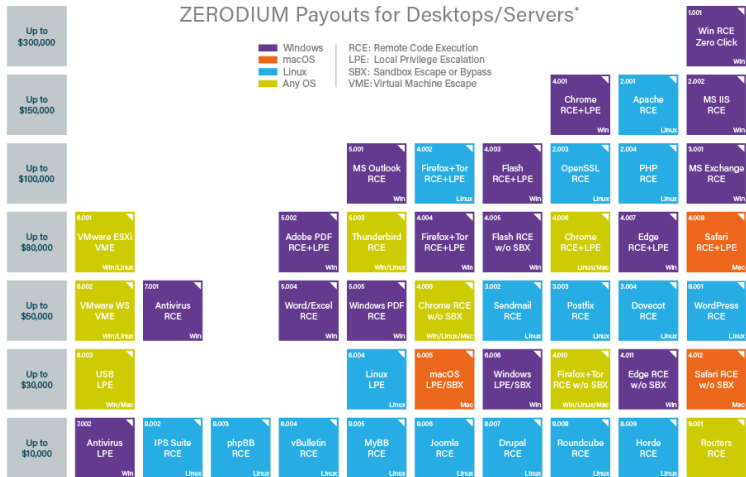 ZERODIUM Payouts for Desktops/Servers*
Windows
macOS
Linux
Any OS
RCE: Remote Code Execution
LPE: Local Privilege Escalation
SBX: Sandbox Escape or Bypass
VME: Virtual Machine Escape
Up to
$300,000
1.001
Win RCE
Zero Click
Win
Up to
$150,000
4.001
Chrome
RCE+LPE
Win
2.001
Apache
RCE
Linux
2.002
MS IIS
RCE
Win
Up to
$100,000
5.001
MS Outlook
RCE
Win
4.002
Firefox+Tor
RCE+LPE
Linux
4.003
Flash
RCE+LPE
Win
2.003
OpenSSL
RCE
Linux
2.004
PHP
RCE
Linux
3.001
MS Exchange
RCE
Win
Up to
$80,000
6.001
VMware ESXi
VME
Win/Linux
5.002
Adobe PDF
RCE+LPE
Win
5.003
Thunderbird
RCE
Win/Linux
4.004
Firefox+Tor
RCE+LPE
Win
4.005
Flash RCE
w/o SBX
Win
4.006
Chrome
RCE+LPE
Linux/Mac
4.007
Edge
RCE+LPE
Win
4.008
Safari
RCE+LPE
Mac
Up to
$50,000
6.002
VMware WS
VME
Win/Linux
7.001
Antivirus
RCE
Win
5.004
Word/Excel
RCE
Win
5.005
Windows PDF
RCE
Win
4.009
Chrome RCE
w/o SBX
Win/Linux/Mac
3.002
Sendmail
RCE
Linux
3.003
Postfix
RCE
Linux
3.004
Dovecot
RCE
Linux
8.001
WordPress
RCE
Linux
Up to
$30,000
6.003
USB
LPE
Win/Mac
6.004
Linux
LPE
Linux
6.005
macOS
LPE/SBX
Mac
6.006
Windows
LPE/SBX
Win
4.010
Firefox+Tor
RCE w/o SBX
Win/Linux/Mac
4.011
Edge RCE
w/o SBX
Win
4.012
Safari RCE
w/o SBX
Mac
Up to
$10,000
7.002
Antivirus
LPE
Win
8.002
IPS Suite
RCE
Linux
8.003
phpBB
RCE
Linux
8.004
vBulletin
RCE
Linux
8.005
MyBB
RCE
Linux
8.006
Joomla
RCE
Linux
8.007
Drupal
RCE
Linux
8.008
Roundcube
RCE
Linux
8.009
Horde
RCE
Linux
9.001
Routers
RCE